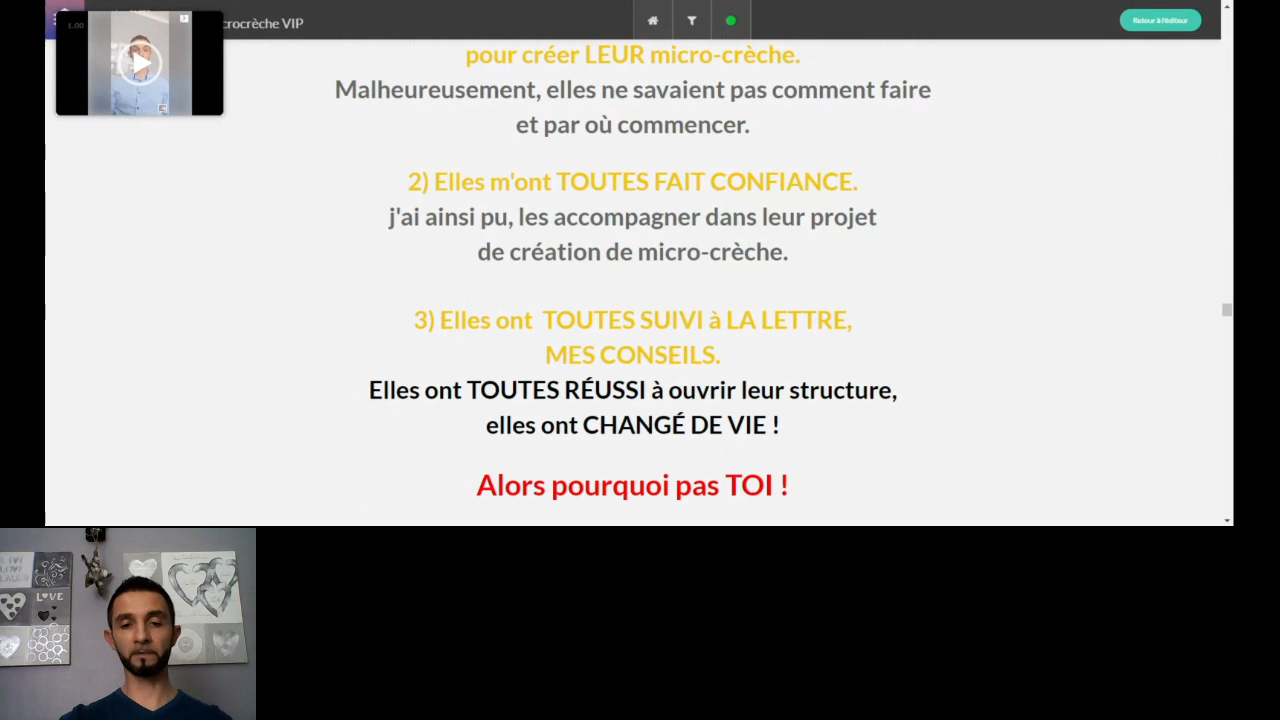 1.00
crocrèche VIP
Retour à l'éditeur
pour créer LEUR micro-crèche.
Malheureusement, elles ne savaient pas comment faire
et par où commencer.
2) Elles m'ont TOUTES FAIT CONFIANCE.
j'ai ainsi pu, les accompagner dans leur projet
de création de micro-crèche.
3) Elles ont TOUTES SUIVI à LA LETTRE,
MES CONSEILS.
Elles ont TOUTES RÉUSSI à ouvrir leur structure,
elles ont CHANGÉ DE VIE !
Alors pourquoi pas TOI !
LOVE